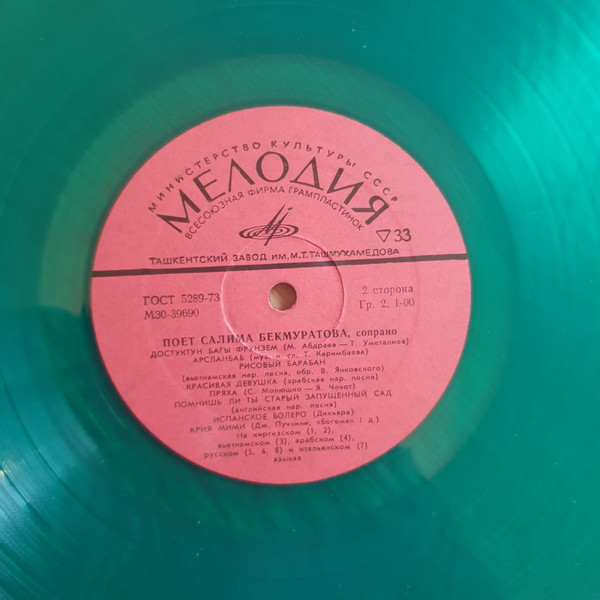 МИНИСТЕРСТВО КУЛЬТУРЫ СССР
МЕЛОДИЯ
ВСЕСОЮЗНАЯ ФИРМА ГРАМПЛАСТИНОК
▽33
ТАШКЕНТСКИЙ ЗАВОД ИМ. М.Т. ТАШМУХАМЕДОВА
ГОСТ 5289-73
М30-39690
2 сторона
Гр. 2. 1-00
ПОЕТ САЛИМА БЕКМУРАТОВА, сопрано
ДОСТУКТУН БАГЫ ФРУНЗЕМ (М. Абдраев—Т. Уметалиев)
АРСЛАНБАБ (муз. и сл. Т. Каримбаева)
РИСОВЫЙ БАРАБАН
(вьетнамская нар. песня, обр. В. Янковского)
КРАСИВАЯ ДЕВУШКА (арабская нар. песня)
ПРЯХА (С. Монюшко—Я. Чечот)
ПОМНИШЬ ЛИ ТЫ СТАРЫЙ ЗАПУЩЕННЫЙ САД
(английская нар. песня)
ИСПАНСКОЕ БОЛЕРО (Диньяра)
АРИЯ МИМИ (Дж. Пуччини, «Богема» I д.)
На киргизском (1, 2),
вьетнамском (3), арабском (4),
русском (5, 6, 8) и итальянском (7)
языках